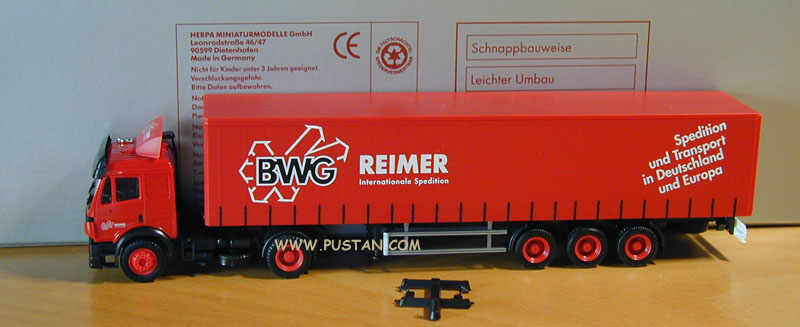 HERPA MINIATURMODELLE GmbH
Leonrodstraße 46/47
90599 Dietenhofen
Made in Germany
Nicht für Kinder unter 3 Jahren geeignet.
Verschluckungsgefahr.
Bitte Daten aufbewahren.
CE
Schnappbauweise
Leichter Umbau
BWG
REIMER
Internationale Spedition
Spedition
und Transport
in Deutschland
und Europa
WWW.PUSTAN.COM